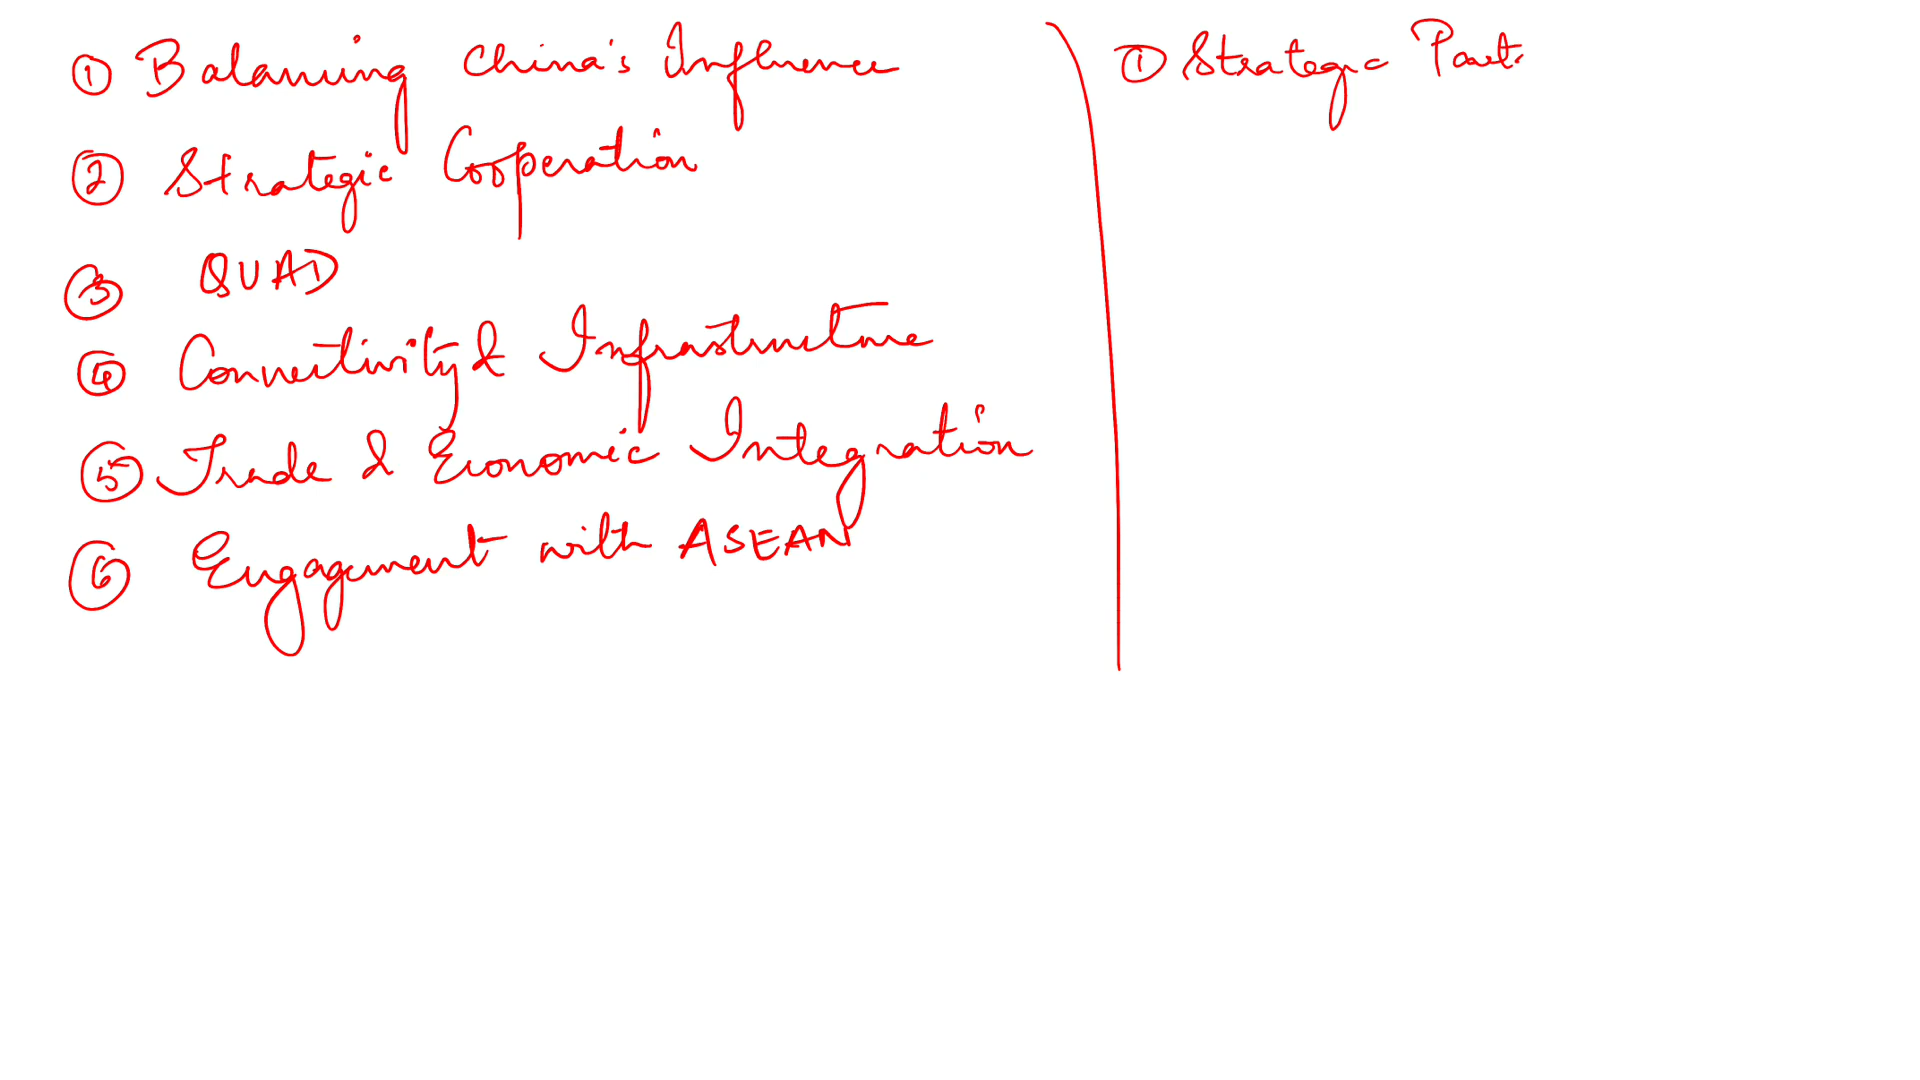 ① Balancing China's Influence
② Strategic Cooperation
③ QUAD
④ Connectivity & Infrastructure
⑤ Trade & Economic Integration
⑥ Engagement with ASEAN
① Strategic Part.